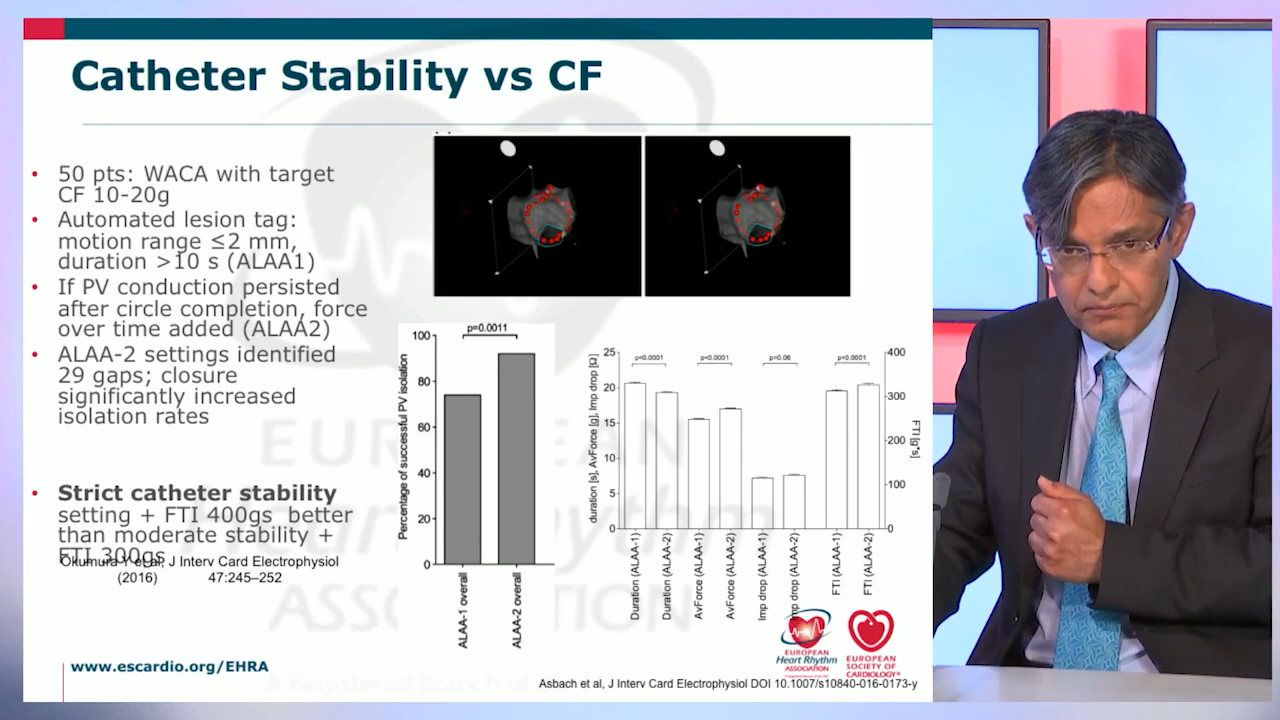 Catheter Stability vs CF
50 pts: WACA with target
CF 10-20g
Automated lesion tag:
motion range ≤2 mm,
duration >10 s (ALAA1)
If PV conduction persisted
after circle completion, force
over time added (ALAA2)
ALAA-2 settings identified
29 gaps; closure
significantly increased
isolation rates
Strict catheter stability
setting + FTI 400gs better
than moderate stability +
FTI 300gs
Okumura Y et al, J Interv Card Electrophysiol
(2016) 47:245–252
Percentage of successful PV isolation
100
80
60
40
20
0
p=0.0011
ALAA-1 overall
ALAA-2 overall
duration [s], AvForce [g], Imp drop [Ω]
25
20
15
10
5
0
p<0.0001
p<0.0001
p=0.06
p=0.0001
400
300
200
100
0
FTI [g*s]
Duration (ALAA-1)
Duration (ALAA-2)
AvForce (ALAA-1)
AvForce (ALAA-2)
Imp drop (ALAA-1)
Imp drop (ALAA-2)
FTI (ALAA-1)
FTI (ALAA-2)
EUROPEAN
Heart Rhythm
ASSOCIATION
EUROPEAN
SOCIETY OF
CARDIOLOGY®
www.escardio.org/EHRA
Asbach et al, J Interv Card Electrophysiol DOI 10.1007/s10840-016-0173-y